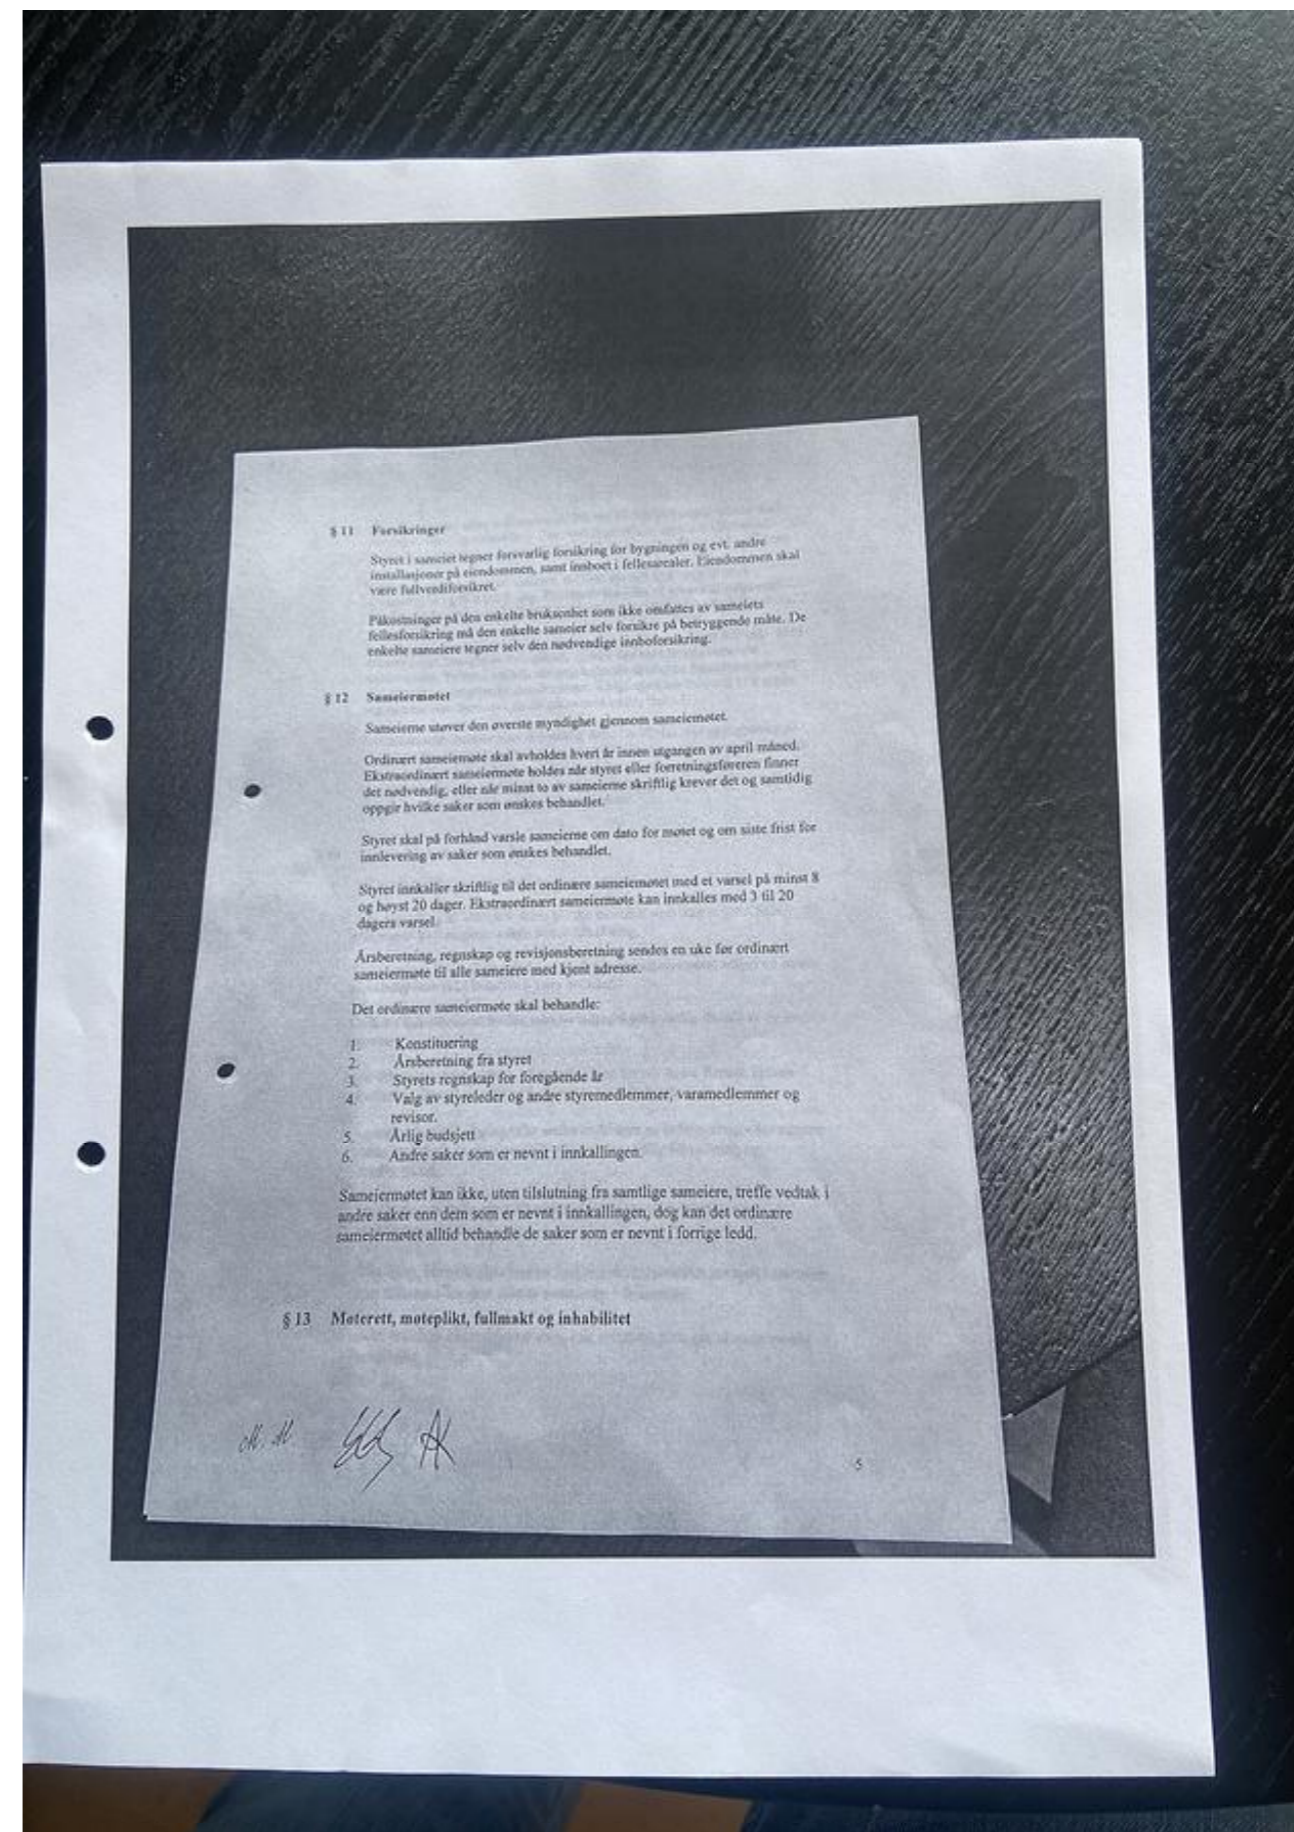 § 11 Forsikringer
Styret i sameiet tegner forsvarlig forsikring for bygningen og evt. andre
installasjoner på eiendommen, samt innboet i fellesarealer. Eiendommen skal
være fullverdiforsikret.
Påkostninger på den enkelte bruksenhet som ikke omfattes av sameiets
fellesforsikring må den enkelte sameier selv forsikre på betryggende måte. De
enkelte sameiere tegner selv den nødvendige innboforsikring.
§ 12 Sameiermøtet
Sameierne utøver den øverste myndighet gjennom sameiemøtet.
Ordinært sameiemøte skal avholdes hvert år innen utgangen av april måned.
Ekstraordinært sameiermøte holdes når styret eller forretningsføreren finner
det nødvendig, eller når minst to av sameierne skriftlig krever det og samtidig
oppgir hvilke saker som ønskes behandlet.
Styret skal på forhånd varsle sameierne om dato for møtet og om siste frist for
innlevering av saker som ønskes behandlet.
Styret innkaller skriftlig til det ordinære sameiemøtet med et varsel på minst 8
og høyst 20 dager. Ekstraordinært sameiermøte kan innkalles med 3 til 20
dagers varsel.
Årsberetning, regnskap og revisjonsberetning sendes en uke før ordinært
sameiermøte til alle sameiere med kjent adresse.
Det ordinære sameiermøte skal behandle:
1. Konstituering
2. Årsberetning fra styret
3. Styrets regnskap for foregående år
4. Valg av styreleder og andre styremedlemmer, varamedlemmer og
revisor.
5. Årlig budsjett
6. Andre saker som er nevnt i innkallingen.
Sameiermøtet kan ikke, uten tilslutning fra samtlige sameiere, treffe vedtak i
andre saker enn dem som er nevnt i innkallingen, dog kan det ordinære
sameiermøtet alltid behandle de saker som er nevnt i forrige ledd.
§ 13 Møterett, møteplikt, fullmakt og inhabilitet
M. M.
5